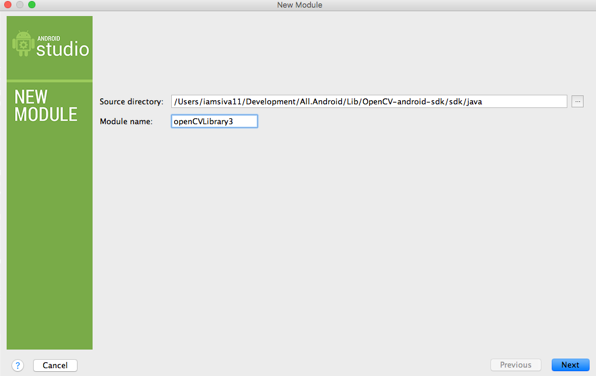 New Module
ANDROID
studio
NEW
MODULE
Source directory: /Users/iamsiva11/Development/All.Android/Lib/OpenCV-android-sdk/sdk/java ...
Module name: openCVLibrary3
? Cancel Previous Next